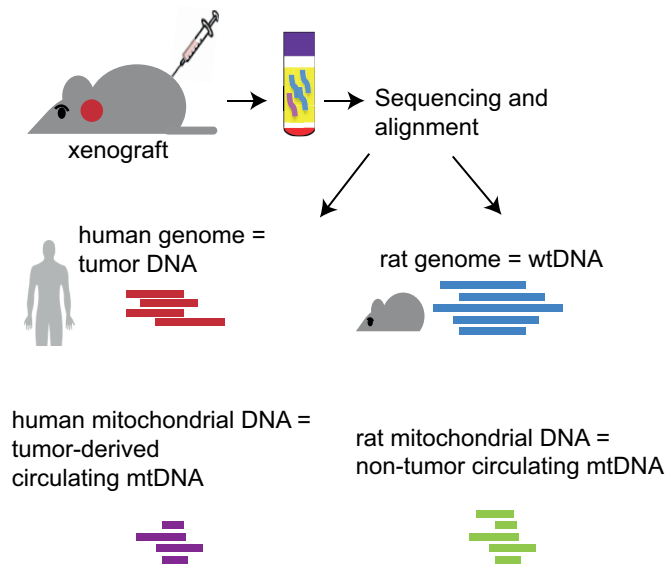 xenograft
Sequencing and
alignment
human genome =
tumor DNA
rat genome = wtDNA
human mitochondrial DNA =
tumor-derived
circulating mtDNA
rat mitochondrial DNA =
non-tumor circulating mtDNA